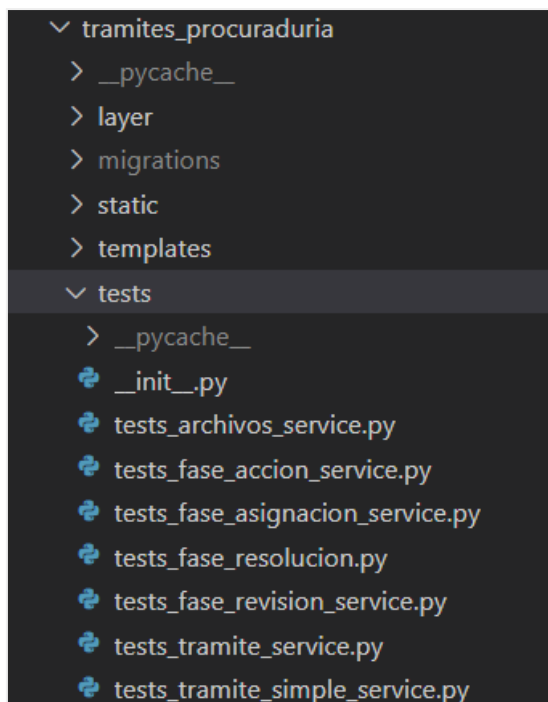 tramites_procuraduria
__pycache__
layer
migrations
static
templates
tests
__pycache__
__init__.py
tests_archivos_service.py
tests_fase_accion_service.py
tests_fase_asignacion_service.py
tests_fase_resolucion.py
tests_fase_revision_service.py
tests_tramite_service.py
tests_tramite_simple_service.py